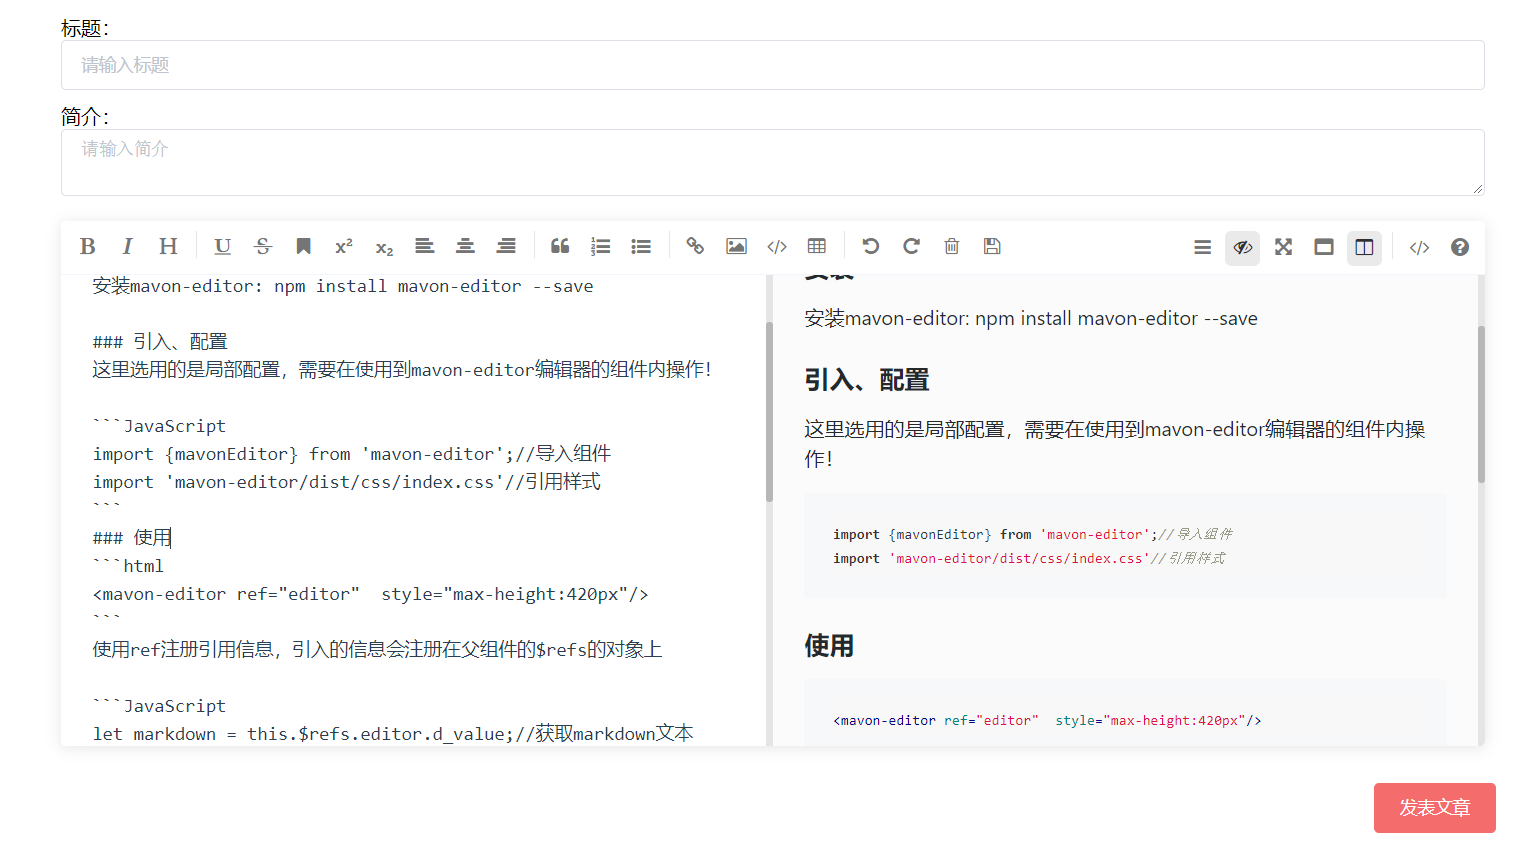 标题：
请输入标题
简介：
请输入简介
B I H U S x² x₂
安装mavon-editor: npm install mavon-editor --save
### 引入、配置
这里选用的是局部配置，需要在使用到mavon-editor编辑器的组件内操作！
```JavaScript
import {mavonEditor} from 'mavon-editor';//导入组件
import 'mavon-editor/dist/css/index.css'//引用样式
```
### 使用
```html
<mavon-editor ref="editor"  style="max-height:420px"/>
```
使用ref注册引用信息，引入的信息会注册在父组件的$refs的对象上
```JavaScript
let markdown = this.$refs.editor.d_value;//获取markdown文本
安装
安装mavon-editor: npm install mavon-editor --save
引入、配置
这里选用的是局部配置，需要在使用到mavon-editor编辑器的组件内操
作！
import {mavonEditor} from 'mavon-editor';//导入组件
import 'mavon-editor/dist/css/index.css'//引用样式
使用
<mavon-editor ref="editor"  style="max-height:420px"/>
发表文章